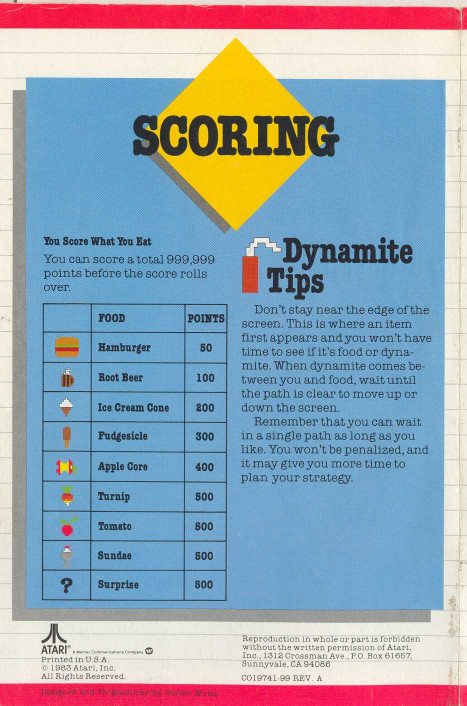 SCORING
You Score What You Eat
You can score a total 999,999
points before the score rolls
over.
FOOD POINTS
Hamburger 50
Root Beer 100
Ice Cream Cone 200
Fudgesicle 300
Apple Core 400
Turnip 500
Tomato 500
Sundae 500
? Surprise 500
Dynamite
Tips
Don't stay near the edge of the
screen. This is where an item
first appears and you won't have
time to see if it's food or dyna-
mite. When dynamite comes be-
tween you and food, wait until
the path is clear to move up or
down the screen.
Remember that you can wait
in a single path as long as you
like. You won't be penalized, and
it may give you more time to
plan your strategy.
ATARI® A Warner Communications Company
Printed in U.S.A.
© 1983 Atari, Inc.
All Rights Reserved.
Reproduction in whole or part is forbidden
without the written permission of Atari,
Inc., 1312 Crossman Ave., P.O. Box 61657,
Sunnyvale, CA 94086
C019741-99 REV. A
Designed and Programmed by